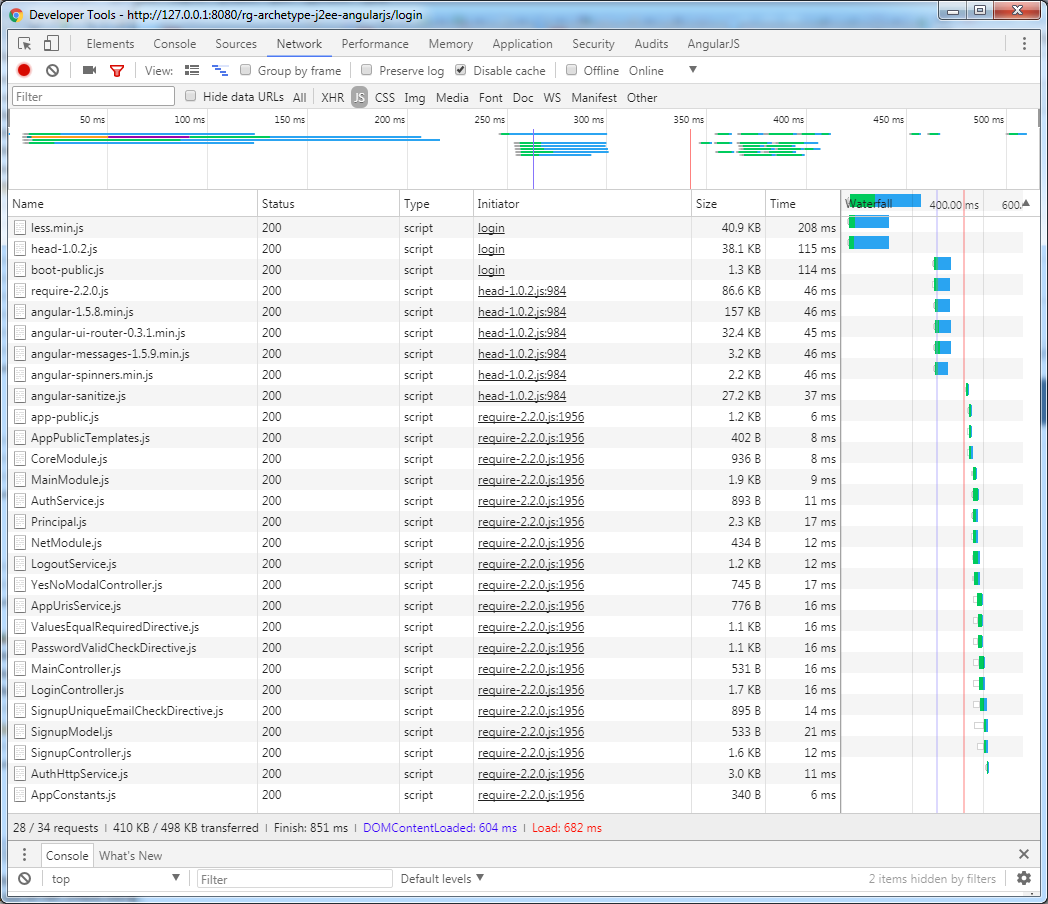 Developer Tools - http://127.0.0.1:8080/rg-archetype-j2ee-angularjs/login
Elements Console Sources Network Performance Memory Application Security Audits AngularJS
View: Group by frame Preserve log Disable cache Offline Online
Filter Hide data URLs All XHR JS CSS Img Media Font Doc WS Manifest Other
50 ms 100 ms 150 ms 200 ms 250 ms 300 ms 350 ms 400 ms 450 ms 500 ms
Name Status Type Initiator Size Time Waterfall 400.00 ms 600.
less.min.js 200 script login 40.9 KB 208 ms
head-1.0.2.js 200 script login 38.1 KB 115 ms
boot-public.js 200 script login 1.3 KB 114 ms
require-2.2.0.js 200 script head-1.0.2.js:984 86.6 KB 46 ms
angular-1.5.8.min.js 200 script head-1.0.2.js:984 157 KB 46 ms
angular-ui-router-0.3.1.min.js 200 script head-1.0.2.js:984 32.4 KB 45 ms
angular-messages-1.5.9.min.js 200 script head-1.0.2.js:984 3.2 KB 46 ms
angular-spinners.min.js 200 script head-1.0.2.js:984 2.2 KB 46 ms
angular-sanitize.js 200 script head-1.0.2.js:984 27.2 KB 37 ms
app-public.js 200 script require-2.2.0.js:1956 1.2 KB 6 ms
AppPublicTemplates.js 200 script require-2.2.0.js:1956 402 B 8 ms
CoreModule.js 200 script require-2.2.0.js:1956 936 B 8 ms
MainModule.js 200 script require-2.2.0.js:1956 1.9 KB 9 ms
AuthService.js 200 script require-2.2.0.js:1956 893 B 11 ms
Principal.js 200 script require-2.2.0.js:1956 2.3 KB 17 ms
NetModule.js 200 script require-2.2.0.js:1956 434 B 12 ms
LogoutService.js 200 script require-2.2.0.js:1956 1.2 KB 12 ms
YesNoModalController.js 200 script require-2.2.0.js:1956 745 B 17 ms
AppUrisService.js 200 script require-2.2.0.js:1956 776 B 16 ms
ValuesEqualRequiredDirective.js 200 script require-2.2.0.js:1956 1.1 KB 16 ms
PasswordValidCheckDirective.js 200 script require-2.2.0.js:1956 1.1 KB 16 ms
MainController.js 200 script require-2.2.0.js:1956 531 B 16 ms
LoginController.js 200 script require-2.2.0.js:1956 1.7 KB 16 ms
SignupUniqueEmailCheckDirective.js 200 script require-2.2.0.js:1956 895 B 14 ms
SignupModel.js 200 script require-2.2.0.js:1956 533 B 21 ms
SignupController.js 200 script require-2.2.0.js:1956 1.6 KB 12 ms
AuthHttpService.js 200 script require-2.2.0.js:1956 3.0 KB 11 ms
AppConstants.js 200 script require-2.2.0.js:1956 340 B 6 ms
28 / 34 requests | 410 KB / 498 KB transferred | Finish: 851 ms | DOMContentLoaded: 604 ms | Load: 682 ms
Console What's New
top Filter Default levels 2 items hidden by filters